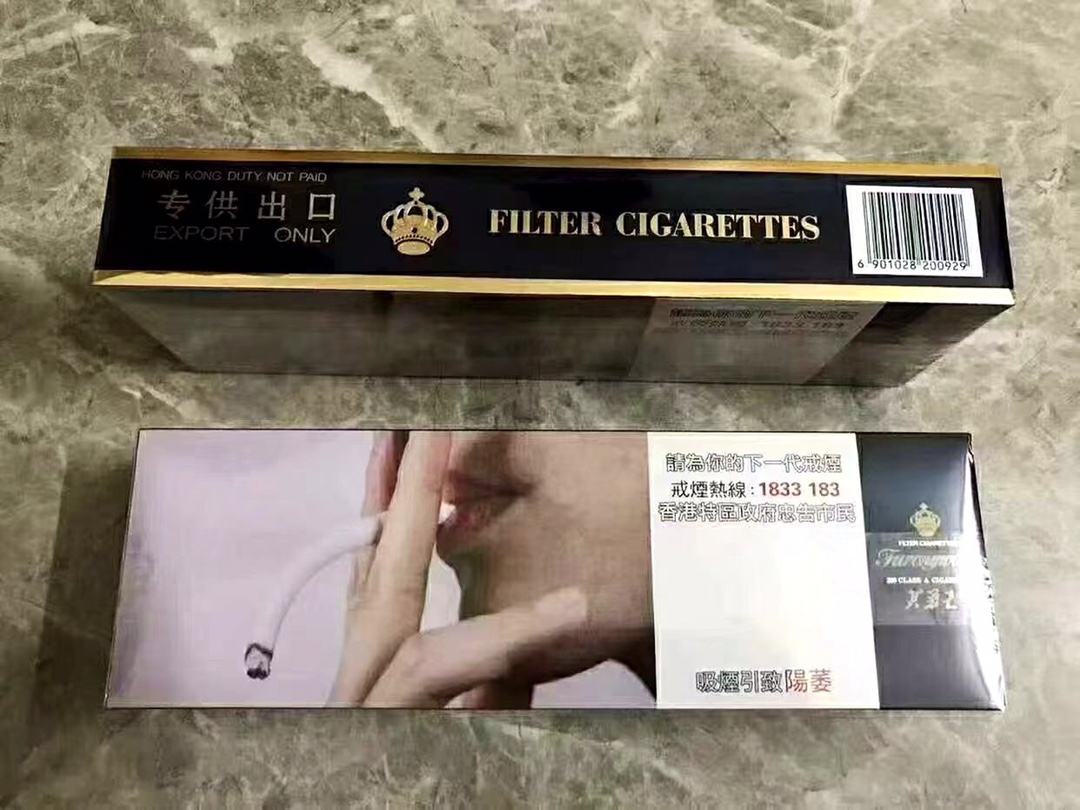 HONG KONG DUTY NOT PAID
专供出口
EXPORT ONLY
FILTER CIGARETTES
6 901028 200929
1833 183
請為你的下一代戒煙
戒煙熱線:1833 183
香港特區政府忠告市民
吸煙引致陽萎
FILTER CIGARETTES